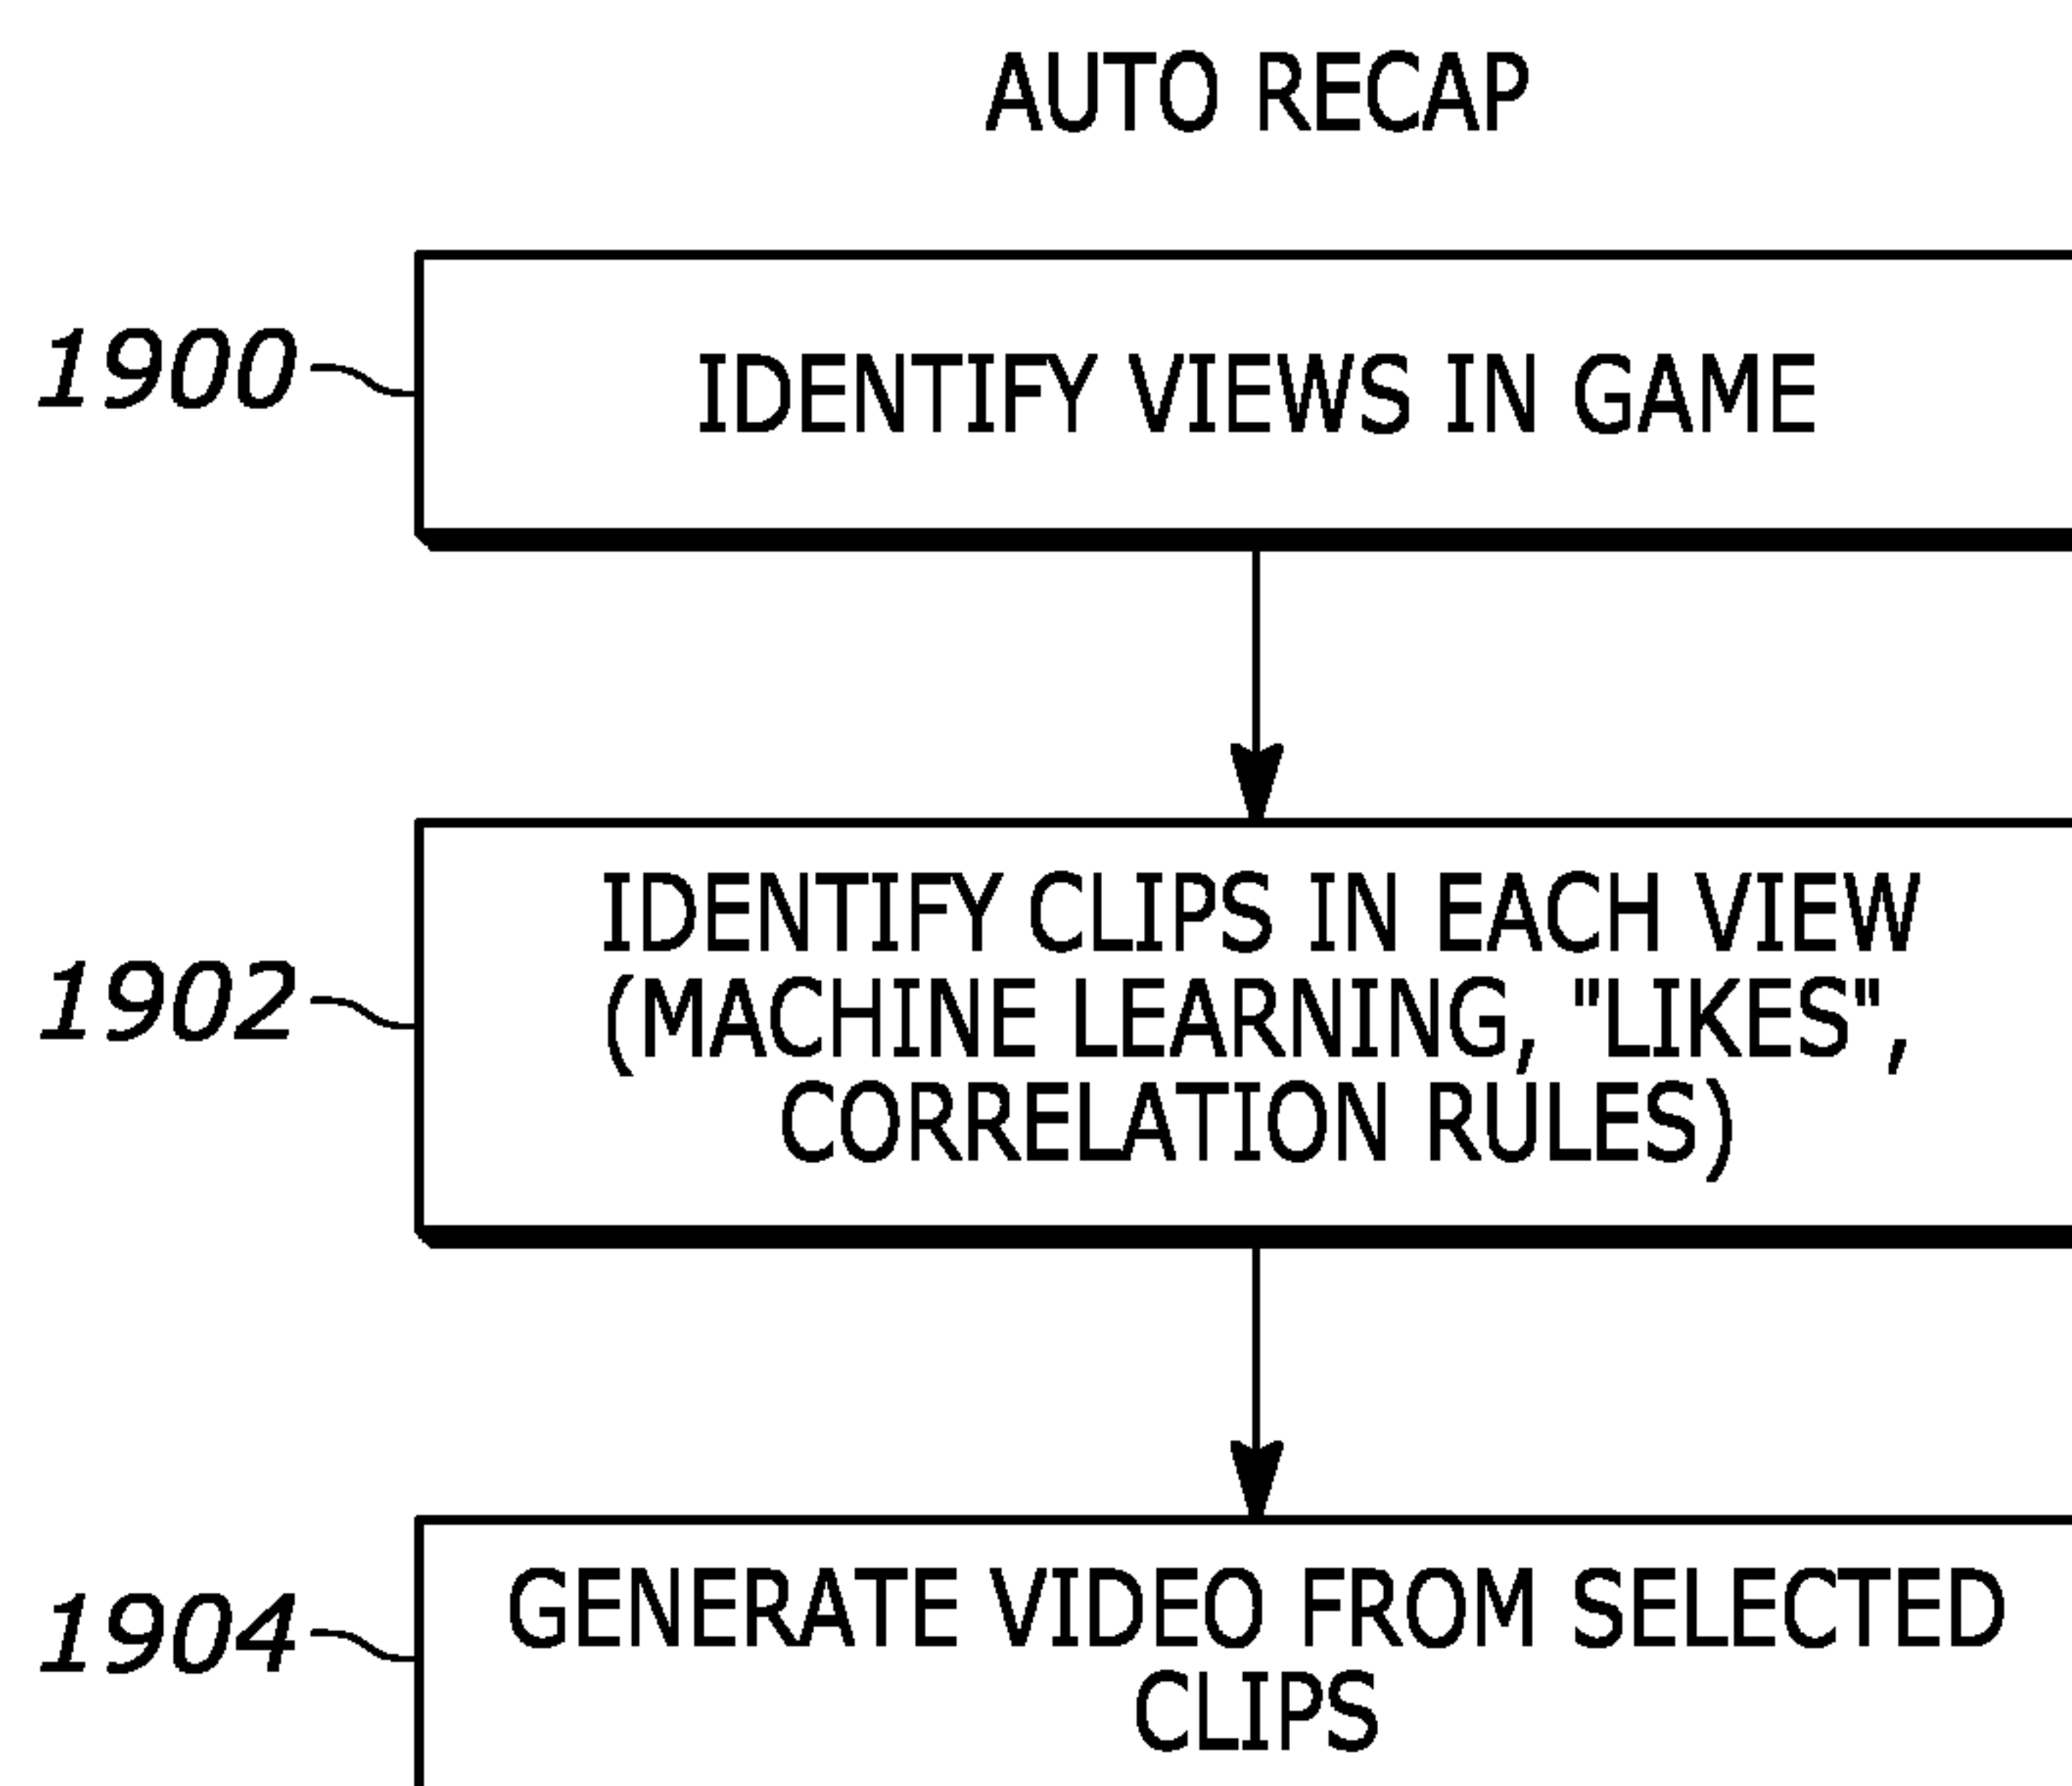 AUTO RECAP
1900
IDENTIFY VIEWS IN GAME
1902
IDENTIFY CLIPS IN EACH VIEW
(MACHINE LEARNING, "LIKES",
CORRELATION RULES)
1904
GENERATE VIDEO FROM SELECTED
CLIPS